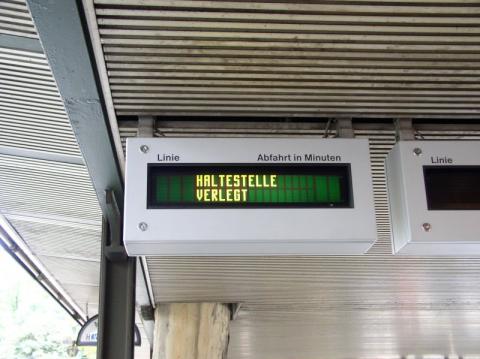 Linie Abfahrt in Minuten
HALTESTELLE
VERLEGT
Linie